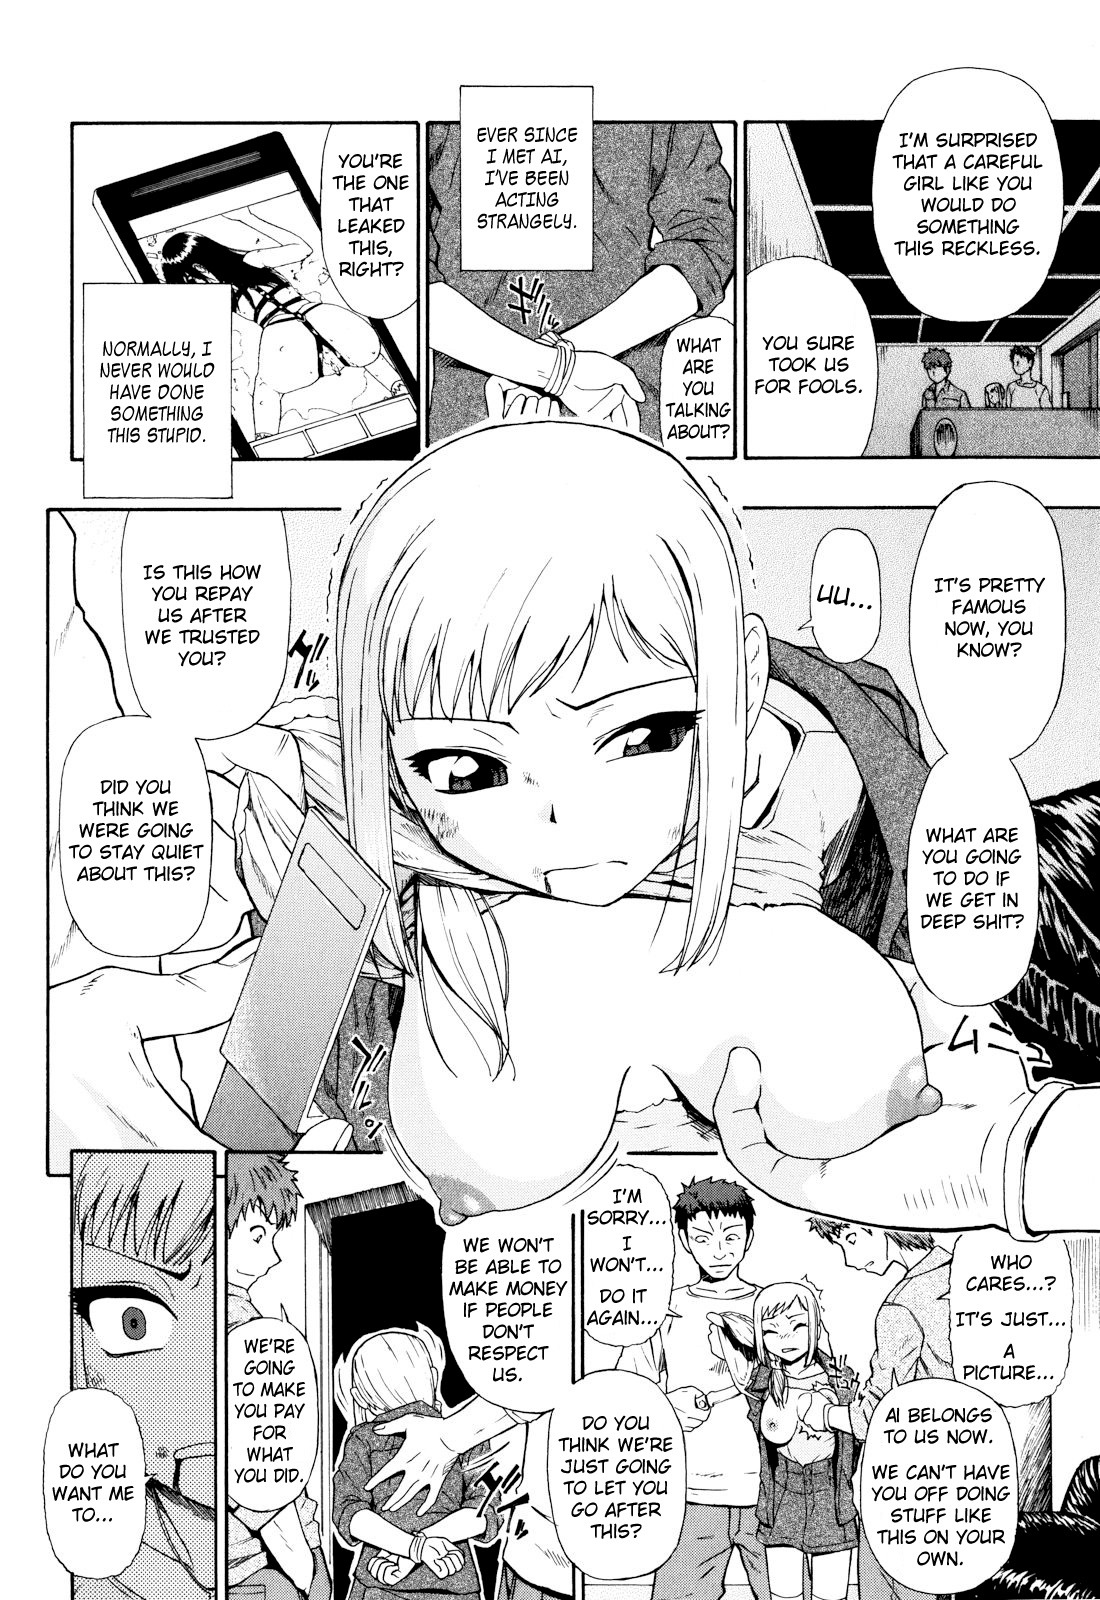 I'M SURPRISED
THAT A CAREFUL
GIRL LIKE YOU
WOULD DO
SOMETHING
THIS RECKLESS.
YOU SURE
TOOK US
FOR FOOLS.
EVER SINCE
I MET AI,
I'VE BEEN
ACTING
STRANGELY.
WHAT
ARE
YOU
TALKING
ABOUT?
YOU'RE
THE ONE
THAT
LEAKED
THIS,
RIGHT?
NORMALLY, I
NEVER WOULD
HAVE DONE
SOMETHING
THIS STUPID.
IT'S PRETTY
FAMOUS
NOW, YOU
KNOW?
UU...
WHAT ARE
YOU GOING
TO DO IF
WE GET IN
DEEP SHIT?
IS THIS HOW
YOU REPAY
US AFTER
WE TRUSTED
YOU?
DID YOU
THINK WE
WERE GOING
TO STAY QUIET
ABOUT THIS?
ムニュ
WHO
CARES...?
IT'S JUST...
A
PICTURE...
AI BELONGS
TO US NOW.
WE CAN'T HAVE
YOU OFF DOING
STUFF LIKE
THIS ON YOUR
OWN.
I'M
SORRY...
I
WON'T...
DO IT
AGAIN...
DO YOU
THINK WE'RE
JUST GOING
TO LET YOU
GO AFTER
THIS?
WE WON'T
BE ABLE TO
MAKE MONEY
IF PEOPLE
DON'T
RESPECT
US.
WE'RE
GOING
TO MAKE
YOU PAY
FOR
WHAT
YOU DID.
WHAT
DO YOU
WANT ME
TO...